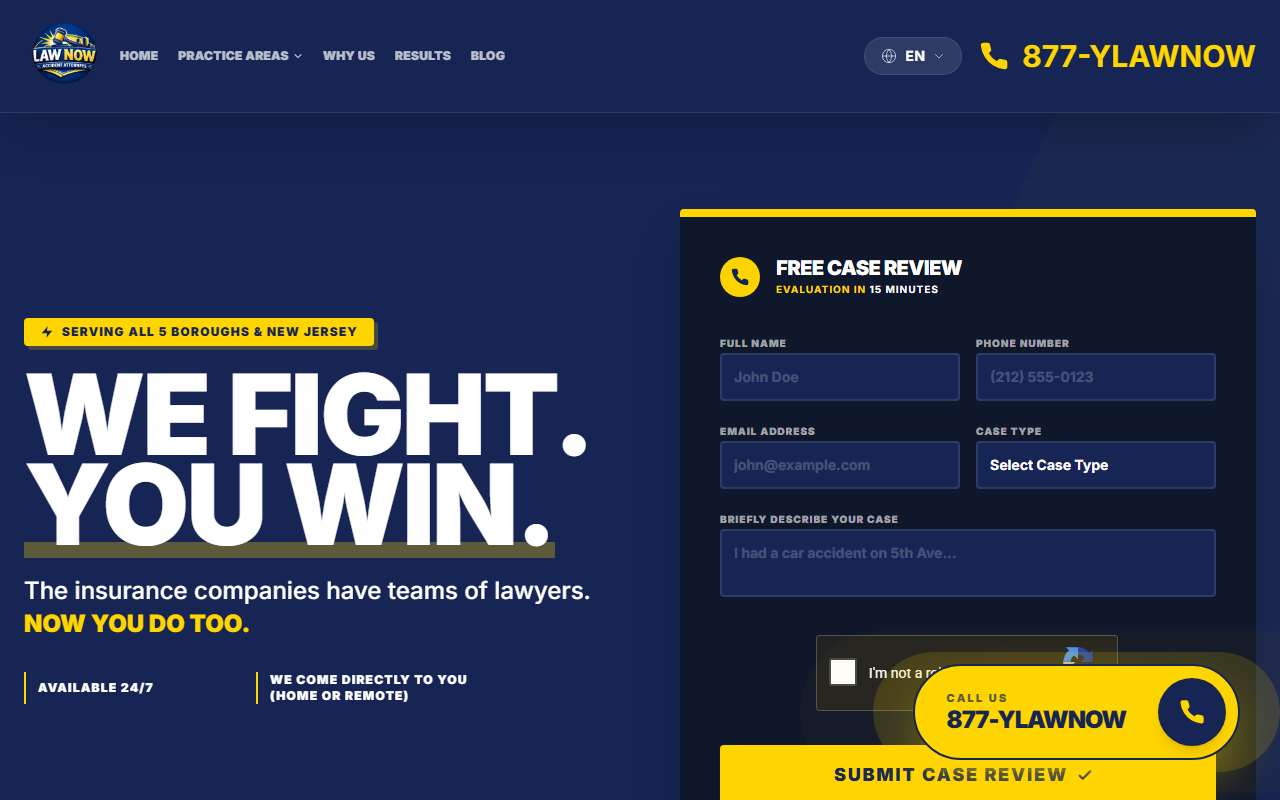 LAW NOW
ACCIDENT ATTORNEYS
HOME
PRACTICE AREAS
WHY US
RESULTS
BLOG
EN
877-YLAWNOW
FREE CASE REVIEW
EVALUATION IN 15 MINUTES
SERVING ALL 5 BOROUGHS & NEW JERSEY
WE FIGHT.
YOU WIN.
The insurance companies have teams of lawyers.
NOW YOU DO TOO.
AVAILABLE 24/7
WE COME DIRECTLY TO YOU
(HOME OR REMOTE)
FULL NAME
PHONE NUMBER
John Doe
(212) 555-0123
EMAIL ADDRESS
CASE TYPE
john@example.com
Select Case Type
BRIEFLY DESCRIBE YOUR CASE
I had a car accident on 5th Ave...
I'm not a
CALL US
877-YLAWNOW
SUBMIT CASE REVIEW